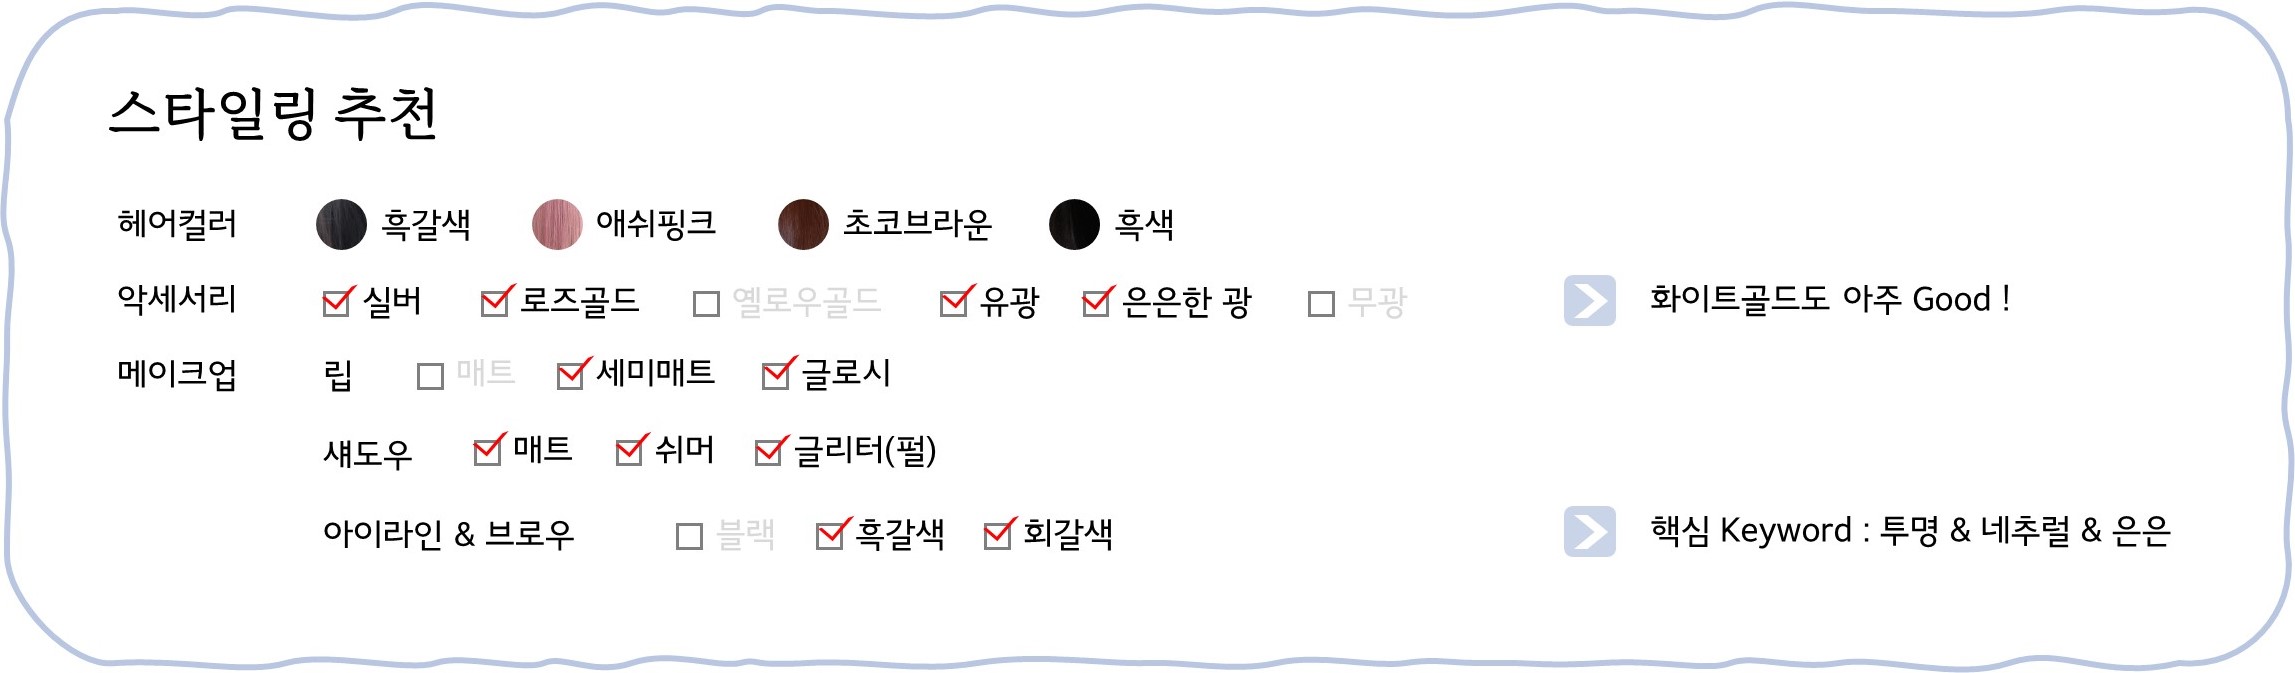 스타일링 추천
헤어컬러 흑갈색 애쉬핑크 초코브라운 흑색
악세서리 실버 로즈골드 옐로우골드 유광 은은한 광 무광 화이트골드도 아주 Good !
메이크업 립 매트 세미매트 글로시
섀도우 매트 쉬머 글리터(펄)
아이라인 & 브로우 블랙 흑갈색 회갈색 핵심 Keyword : 투명 & 네추럴 & 은은